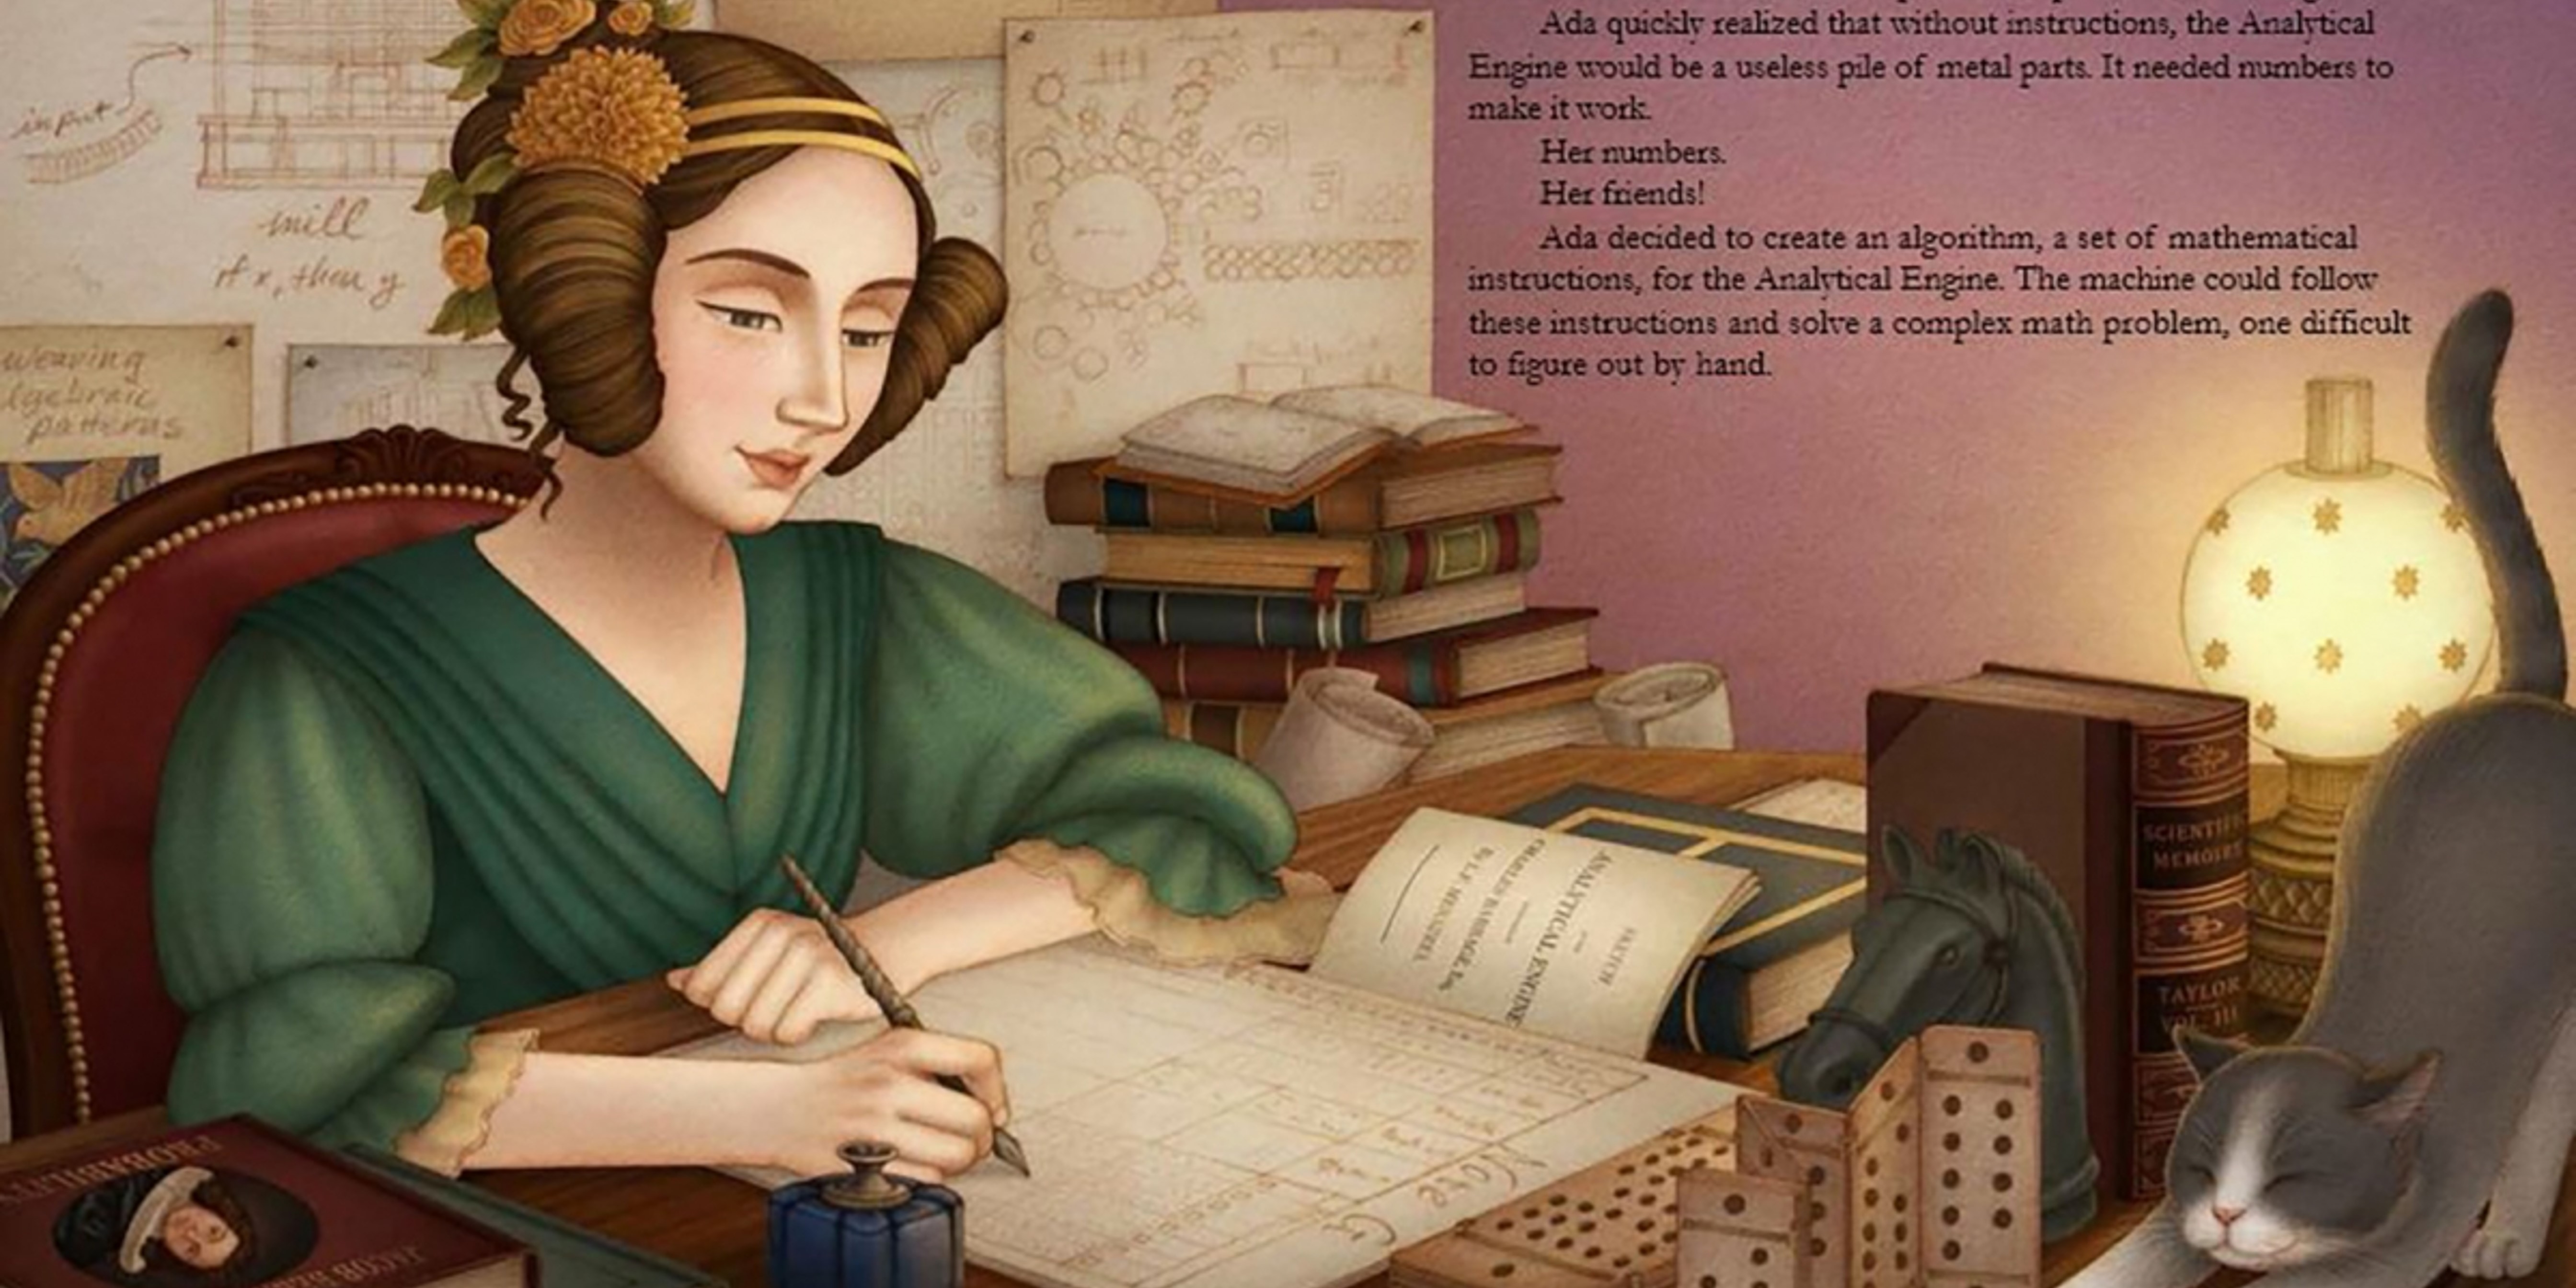 Ada quickly realized that without instructions, the Analytical
Engine would be a useless pile of metal parts. It needed numbers to
make it work.
Her numbers.
Her friends!
Ada decided to create an algorithm, a set of mathematical
instructions, for the Analytical Engine. The machine could follow
these instructions and solve a complex math problem, one difficult
to figure out by hand.
input
mill
if x, then y
weaving
patterns
SKETCH
ANALYTICAL ENGINE
CHARLES BABBAGE, Esq.
By L.F. MENABREA
SCIENTIFIC
MEMOIRS
TAYLOR
VOL. III
Note
G
JACOB